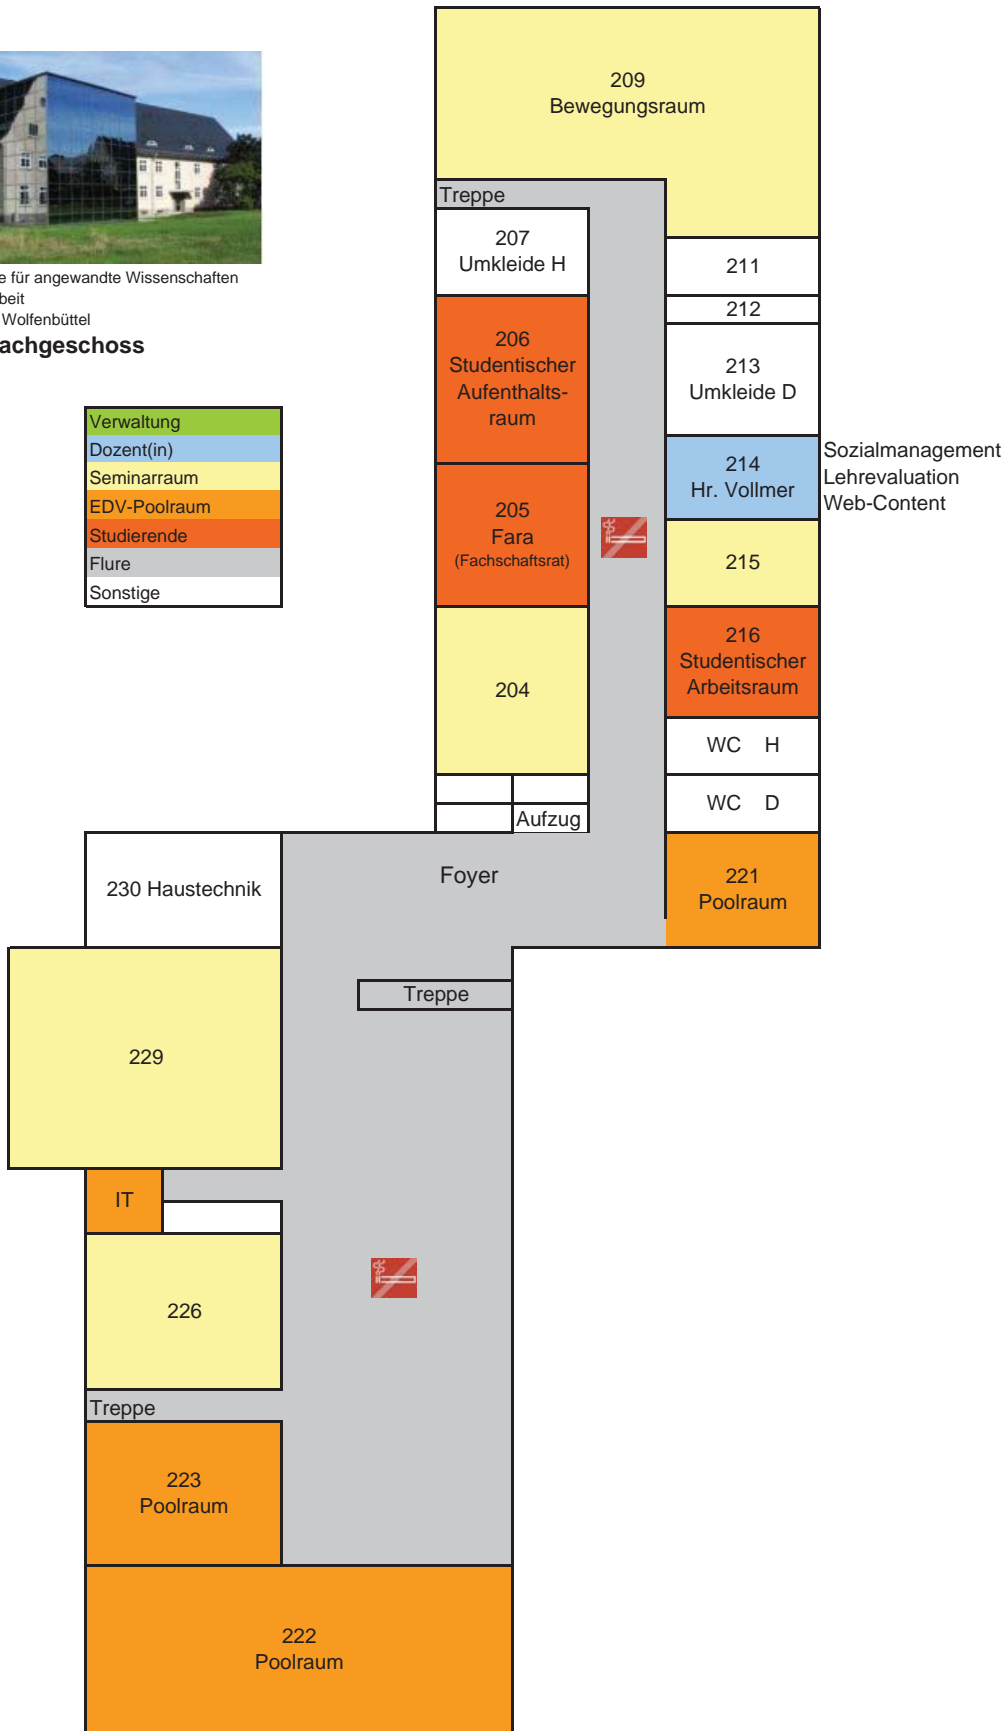 209
Bewegungsraum
Treppe
207
Umkleide H
211
212
e für angewandte Wissenschaften
beit
Wolfenbüttel
achgeschoss
206
Studentischer
Aufenthalts-
raum
213
Umkleide D
Verwaltung
Dozent(in)
Seminarraum
EDV-Poolraum
Studierende
Flure
Sonstige
214
Hr. Vollmer
Sozialmanagement
Lehrevaluation
Web-Content
205
Fara
(Fachschaftsrat)
215
216
Studentischer
Arbeitsraum
204
WC H
WC D
Aufzug
230 Haustechnik
Foyer
221
Poolraum
Treppe
229
IT
226
Treppe
223
Poolraum
222
Poolraum